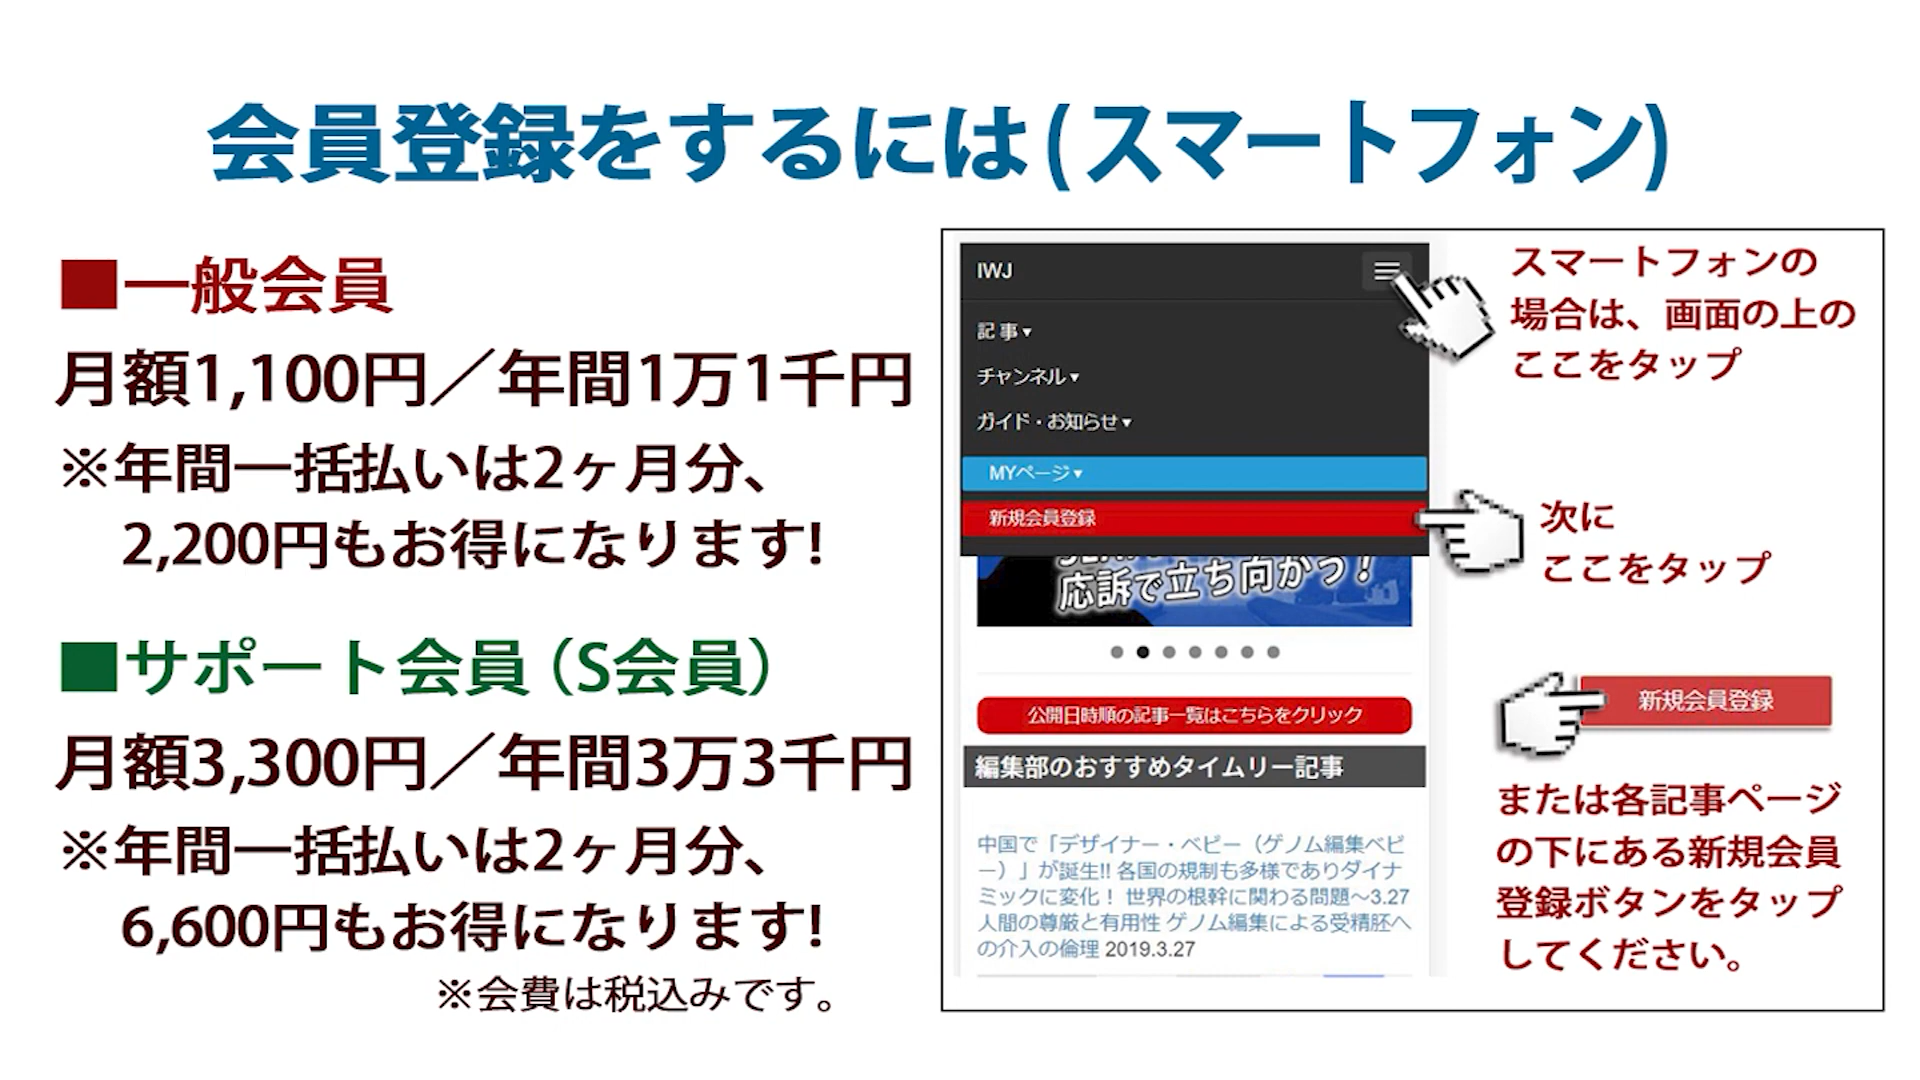 会員登録をするには(スマートフォン)
■一般会員
月額1,100円／年間1万1千円
※年間一括払いは2ヶ月分、
2,200円もお得になります!
■サポート会員（S会員）
月額3,300円／年間3万3千円
※年間一括払いは2ヶ月分、
6,600円もお得になります!
※会費は税込みです。
IWJ
記 事▾
チャンネル▾
ガイド・お知らせ▾
MYページ▾
新規会員登録
応訴で立ち向かっ！
公開日時順の記事一覧はこちらをクリック
編集部のおすすめタイムリー記事
中国で「デザイナー・ベビー（ゲノム編集ベビ
ー）」が誕生!! 各国の規制も多様でありダイナ
ミックに変化！ 世界の根幹に関わる問題～3.27
人間の尊厳と有用性 ゲノム編集による受精胚へ
の介入の倫理 2019.3.27
スマートフォンの
場合は、画面の上の
ここをタップ
次に
ここをタップ
新規会員登録
または各記事ページ
の下にある新規会員
登録ボタンをタップ
してください。